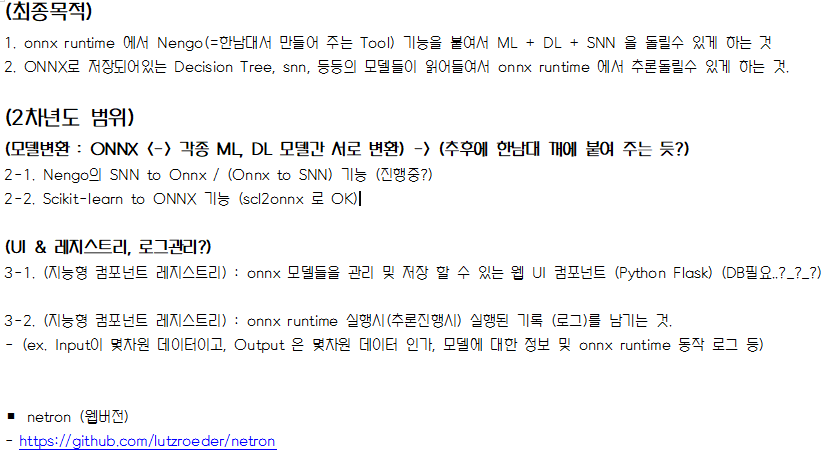 (최종목적)
1. onnx runtime 에서 Nengo(=한남대서 만들어 주는 Tool) 기능을 붙여서 ML + DL + SNN 을 돌릴수 있게 하는 것
2. ONNX로 저장되어있는 Decision Tree, snn, 등등의 모델들이 읽어들여서 onnx runtime 에서 추론돌릴수 있게 하는 것.
(2차년도 범위)
(모델변환 : ONNX <-> 각종 ML, DL 모델간 서로 변환) -> (추후에 한남대 꺠에 붙여 주는 듯?)
2-1. Nengo의 SNN to Onnx / (Onnx to SNN) 기능 (진행중?)
2-2. Scikit-learn to ONNX 기능 (scl2onnx 로 OK)
(UI & 레지스트리, 로그관리?)
3-1. (지능형 컴포넌트 레지스트리) : onnx 모델들을 관리 및 저장 할 수 있는 웹 UI 컴포넌트 (Python Flask) (DB필요..?_?_?)
3-2. (지능형 컴포넌트 레지스트리) : onnx runtime 실행시(추론진행시) 실행된 기록 (로그)를 남기는 것.
- (ex. Input이 몇차원 데이터이고, Output 은 몇차원 데이터 인가, 모델에 대한 정보 및 onnx runtime 동작 로그 등)
■ netron (웹버전)
- https://github.com/lutzroeder/netron